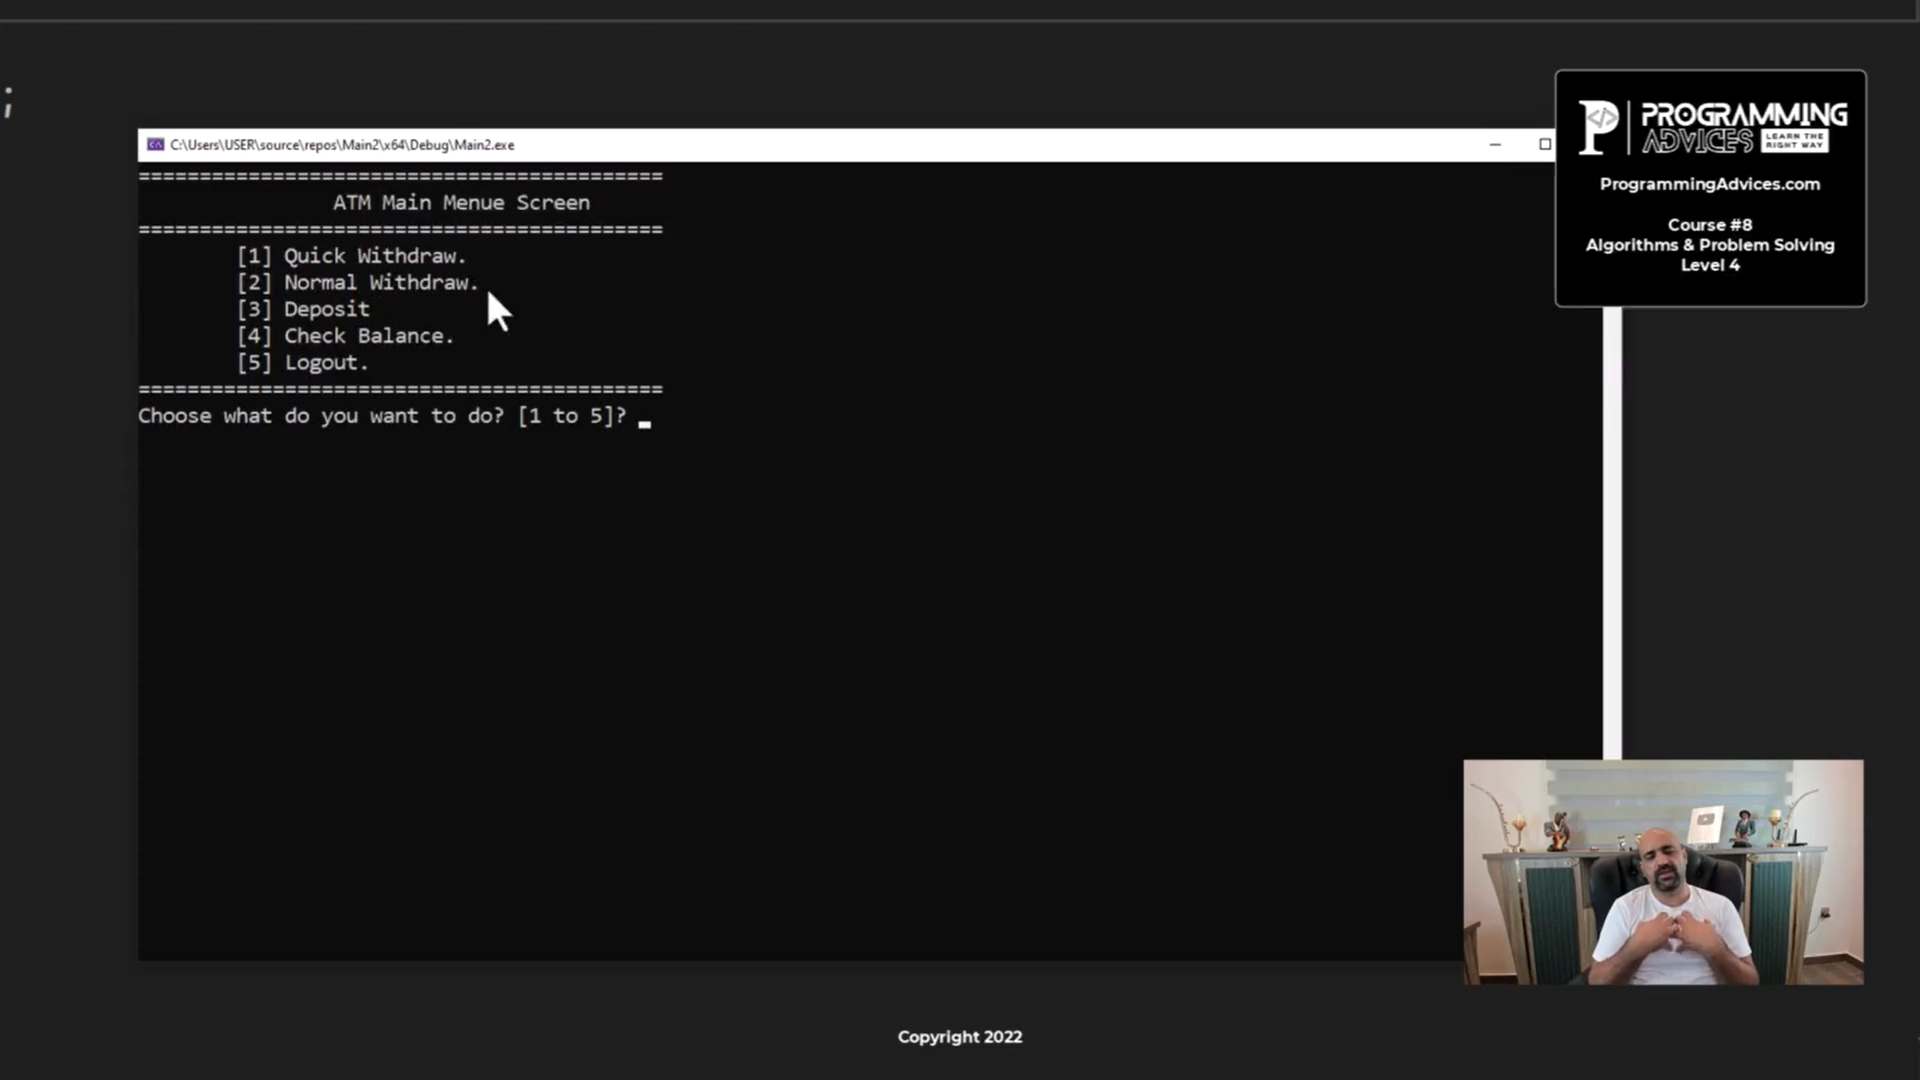 ;
C:\Users\USER\source\repos\Main2\x64\Debug\Main2.exe
===========================================
ATM Main Menue Screen
===========================================
[1] Quick Withdraw.
[2] Normal Withdraw.
[3] Deposit
[4] Check Balance.
[5] Logout.
===========================================
Choose what do you want to do? [1 to 5]?
PROGRAMMING
ADVICES LEARN THE RIGHT WAY
ProgrammingAdvices.com
Course #8
Algorithms & Problem Solving
Level 4
Copyright 2022